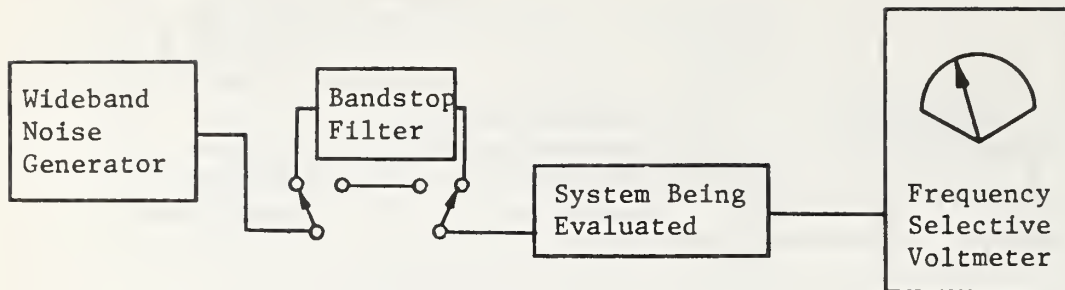 Wideband
Noise
Generator
Bandstop
Filter
System Being
Evaluated
Frequency
Selective
Voltmeter